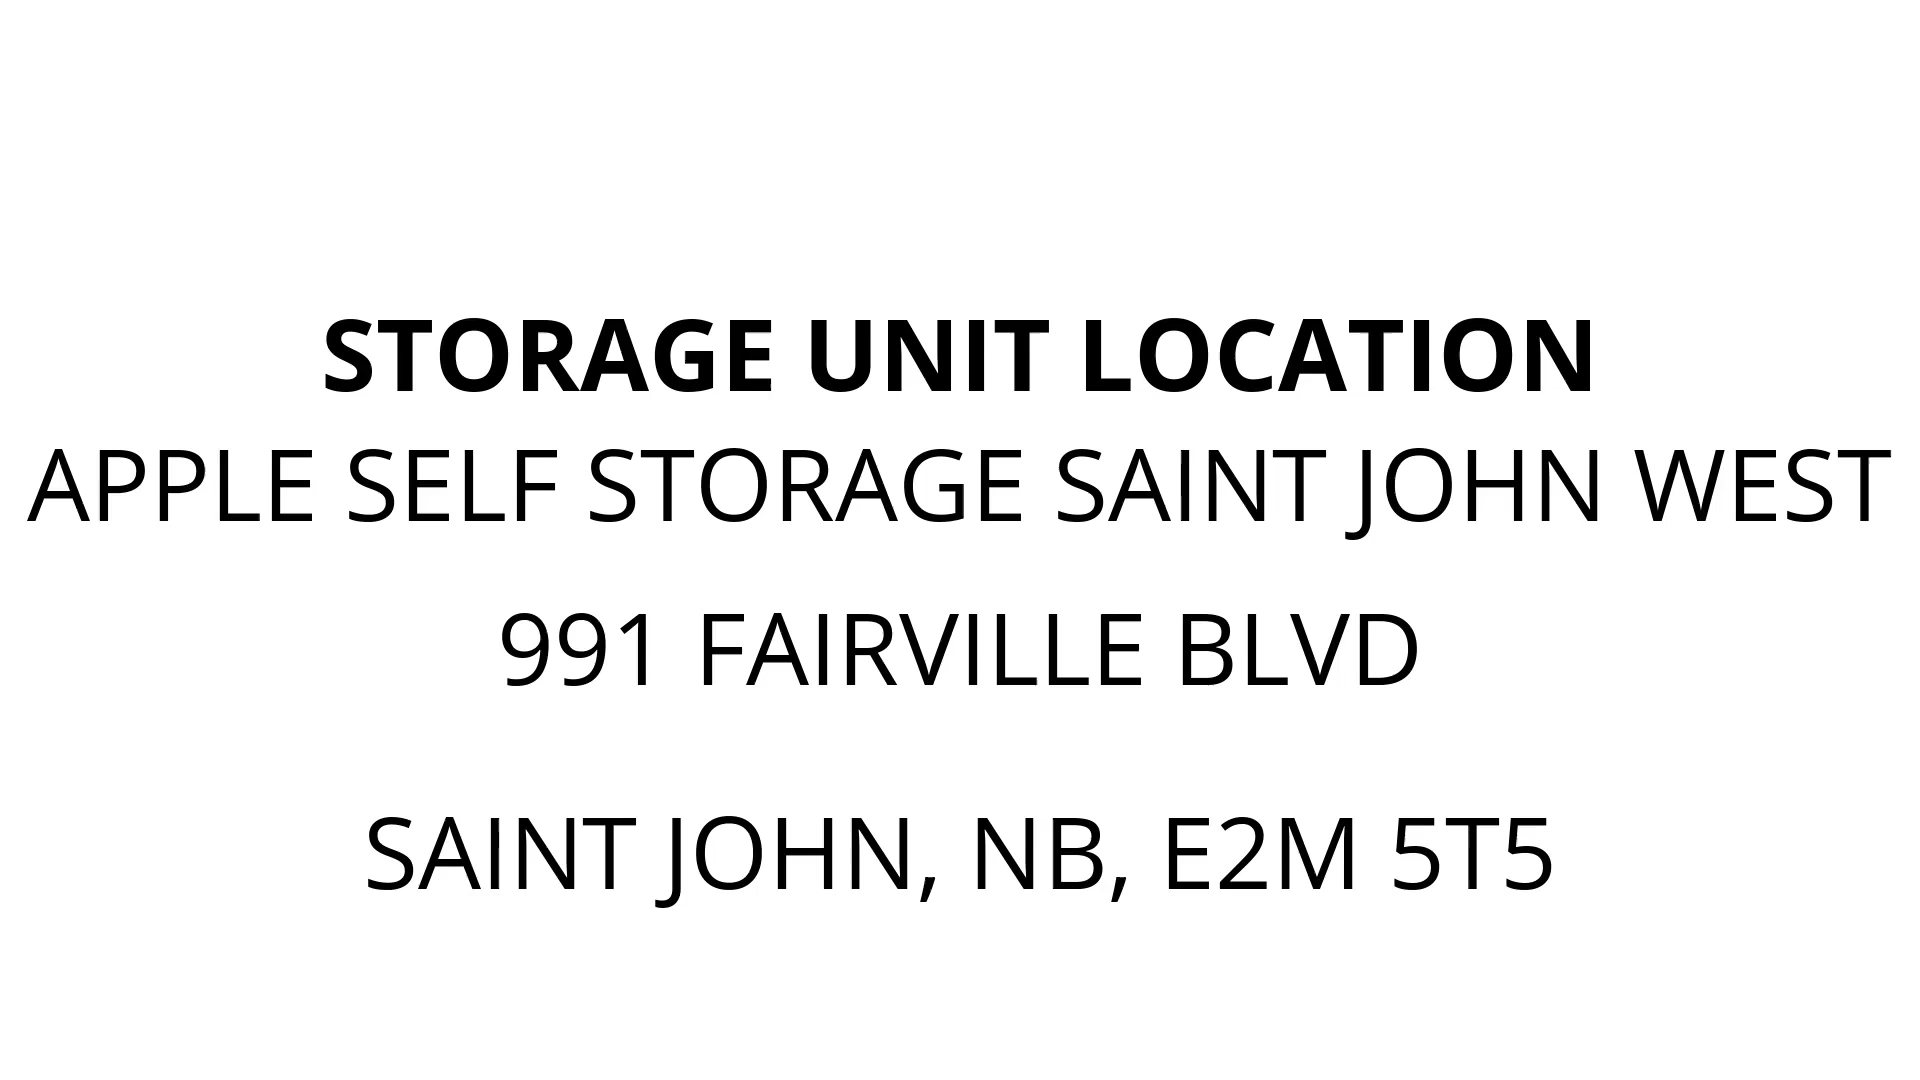 STORAGE UNIT LOCATION
APPLE SELF STORAGE SAINT JOHN WEST
991 FAIRVILLE BLVD
SAINT JOHN, NB, E2M 5T5